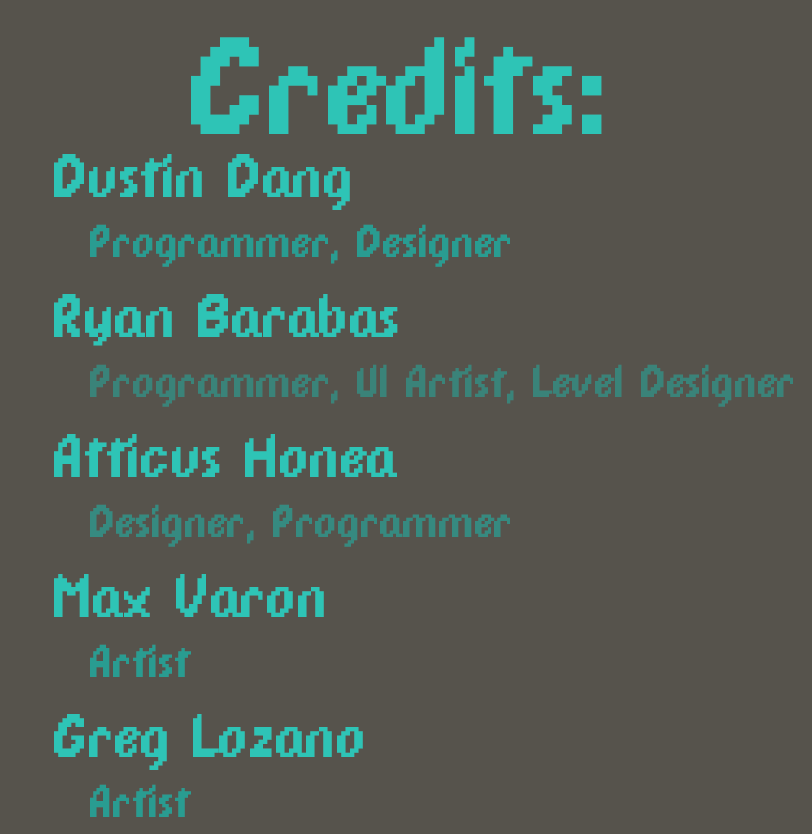 Credits:
Dustin Dang
Programmer, Designer
Ryan Barabas
Programmer, UI Artist, Level Designer
Atticus Honea
Designer, Programmer
Max Varon
Artist
Greg Lozano
Artist